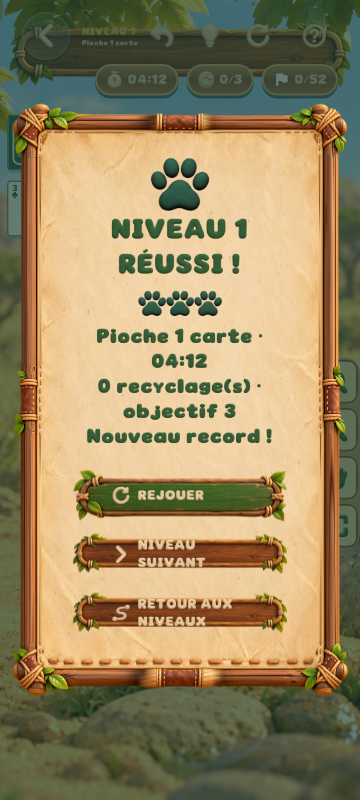 NIVEAU 1
Pioche 1 carte
04:12
0/3
0/52
3
NIVEAU 1
RÉUSSI !
Pioche 1 carte ·
04:12
0 recyclage(s) ·
objectif 3
Nouveau record !
REJOUER
NIVEAU
SUIVANT
RETOUR AUX
NIVEAUX